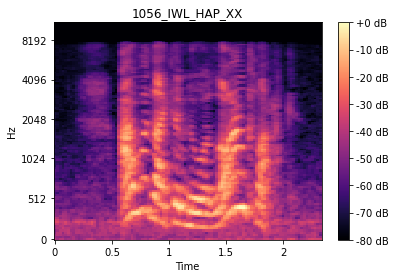 1056_IWL_HAP_XX
+0 dB
8192
-10 dB
4096
-20 dB
-30 dB
2048
Hz
-40 dB
1024
-50 dB
512
-60 dB
-70 dB
0
-80 dB
0 0.5 1 1.5 2
Time